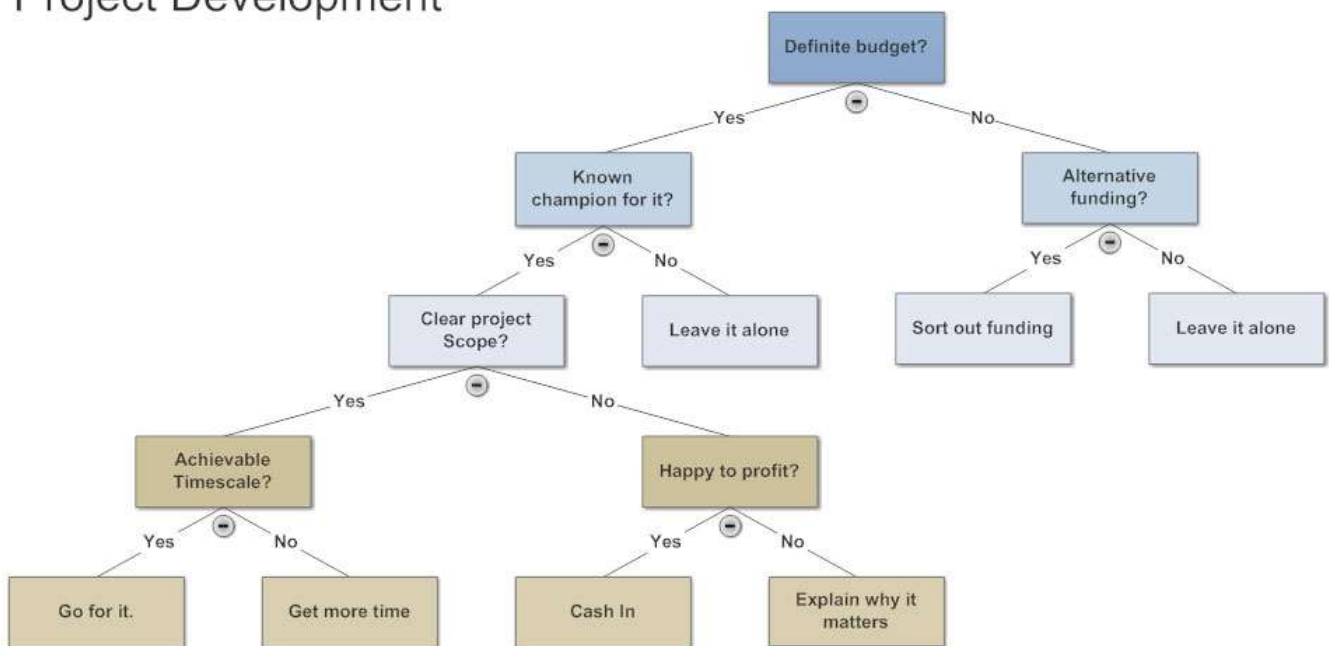 Project Development
Definite budget?
Yes
No
Known
champion for it?
Alternative
funding?
Yes
No
Yes
No
Clear project
Scope?
Leave it alone
Sort out funding
Leave it alone
Yes
No
Achievable
Timescale?
Happy to profit?
Yes
No
Yes
No
Go for it.
Get more time
Cash In
Explain why it
matters